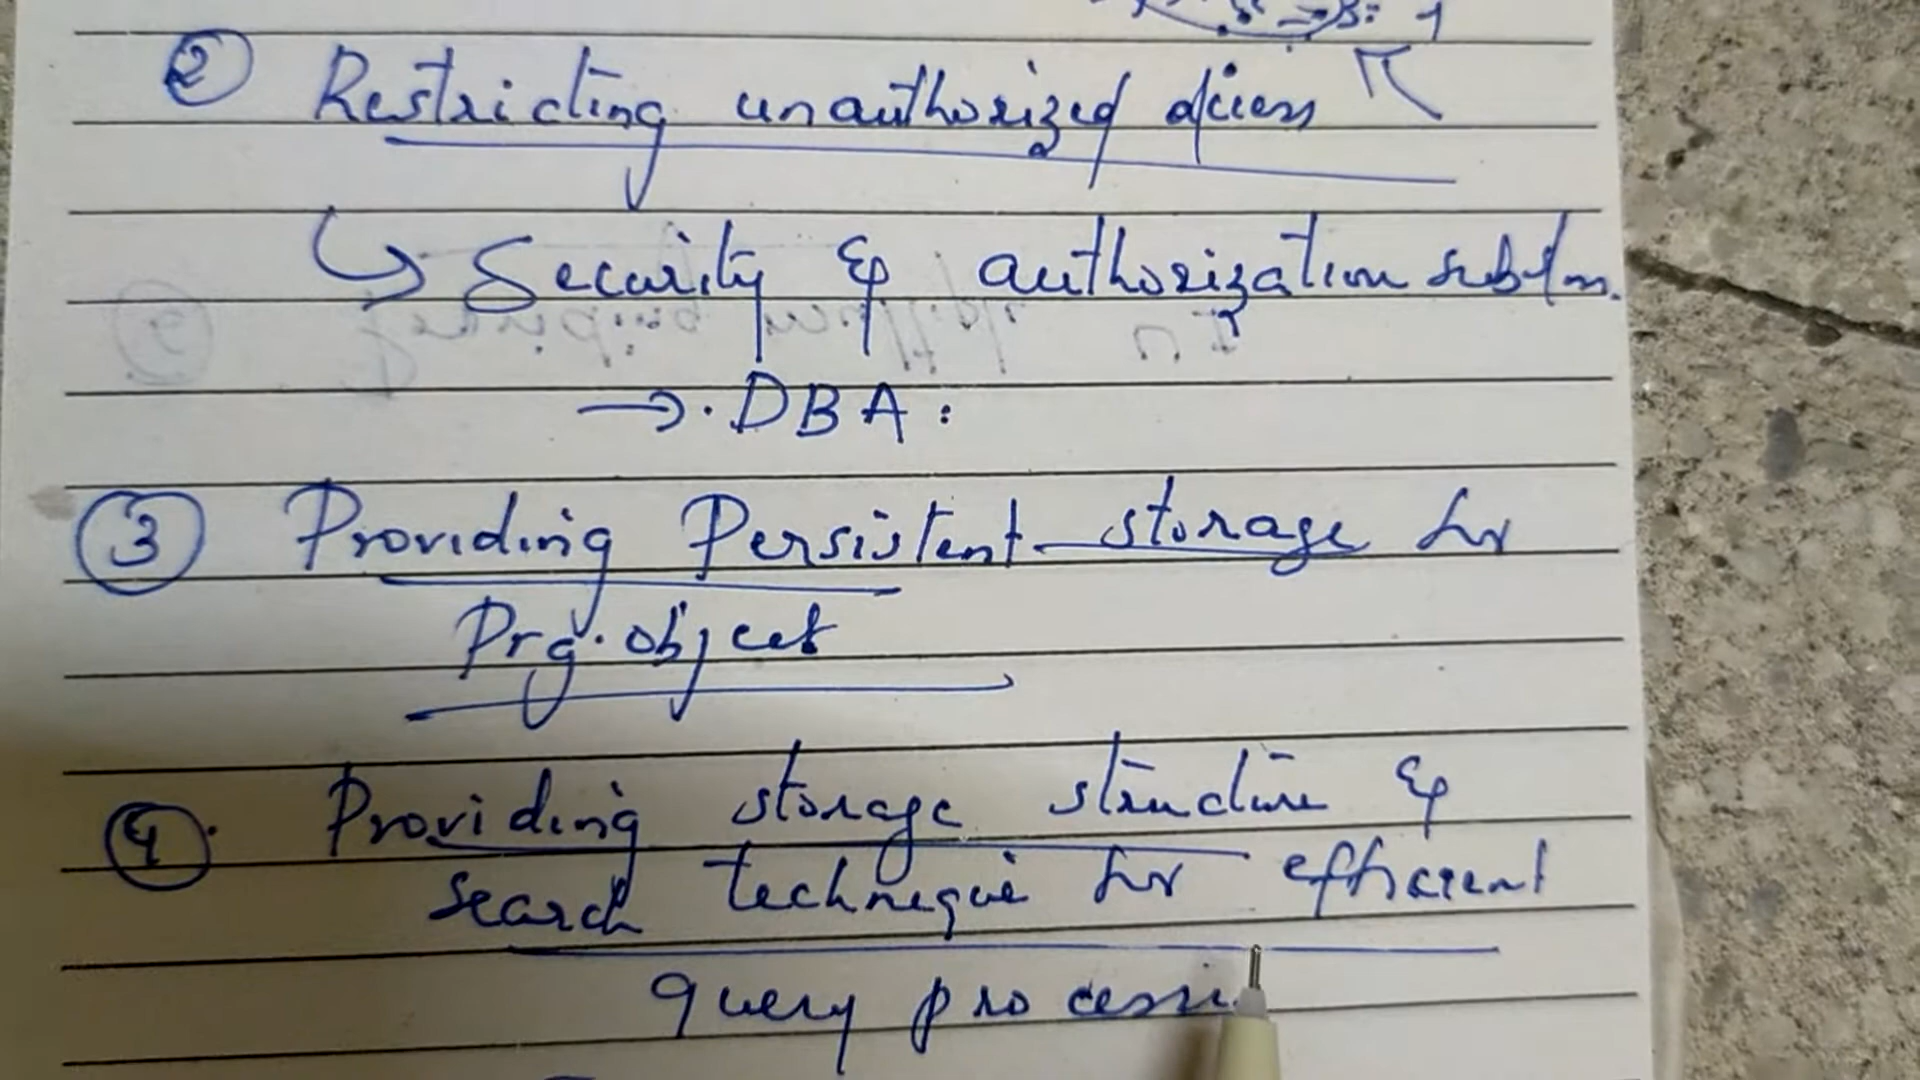 ② Restricting unauthorized access
↳ Security & authorization
→ . DBA :
③ Providing Persistent storage for
Prg. object
④. Providing storage structure &
search technique for efficient
query processi